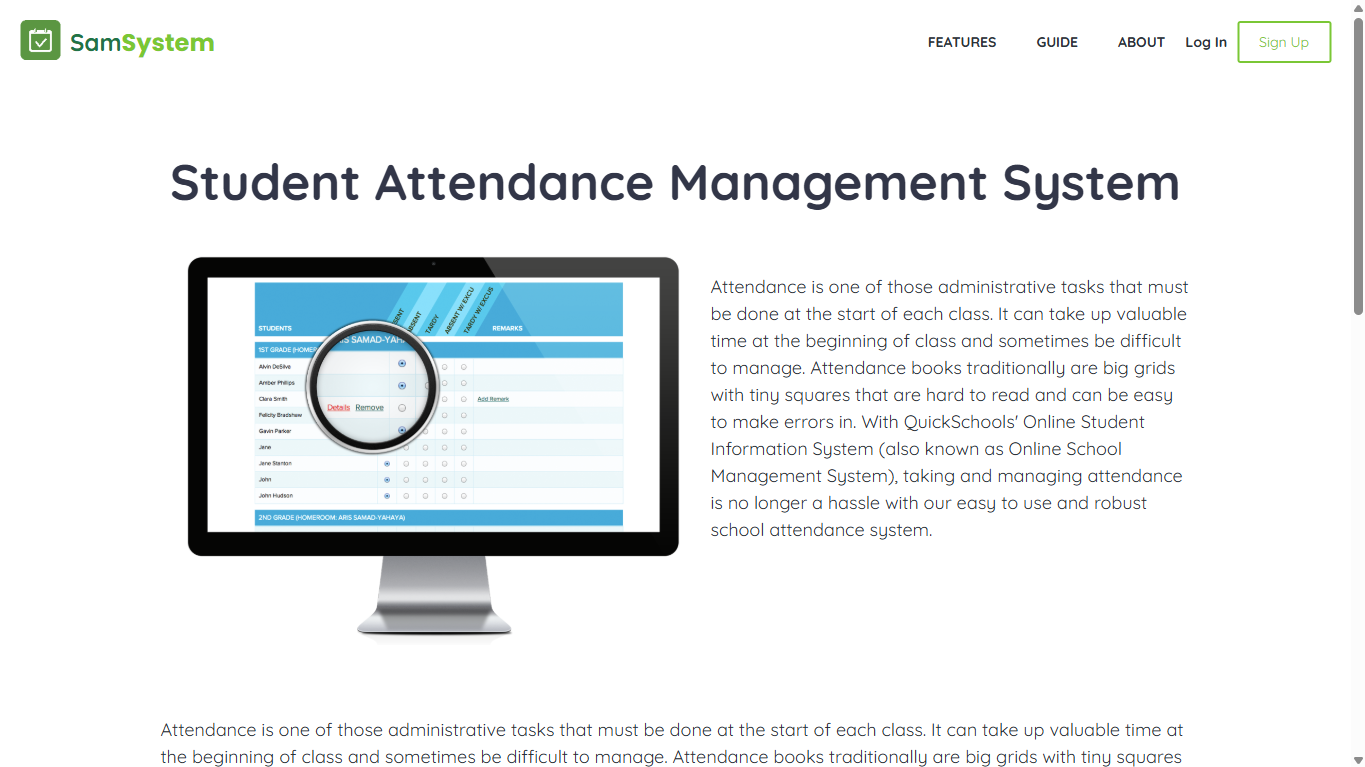 SamSystem
FEATURES GUIDE ABOUT Log In Sign Up
Student Attendance Management System
ABSENT
TARDY
ABSENT W/ EXCU
TARDY W/ EXCUS
STUDENTS REMARKS
ARIS SAMAD-YAHA
1ST GRADE (HOMER
Alvin DeSilva
Amber Phillips
Clara Smith Details Remove Add Remark
Felicity Bradshaw
Gavin Parker
Jane
Jane Stanton
John
John Hudson
2ND GRADE (HOMEROOM: ARIS SAMAD-YAHAYA)
Attendance is one of those administrative tasks that must
be done at the start of each class. It can take up valuable
time at the beginning of class and sometimes be difficult
to manage. Attendance books traditionally are big grids
with tiny squares that are hard to read and can be easy
to make errors in. With QuickSchools' Online Student
Information System (also known as Online School
Management System), taking and managing attendance
is no longer a hassle with our easy to use and robust
school attendance system.
Attendance is one of those administrative tasks that must be done at the start of each class. It can take up valuable time at
the beginning of class and sometimes be difficult to manage. Attendance books traditionally are big grids with tiny squares